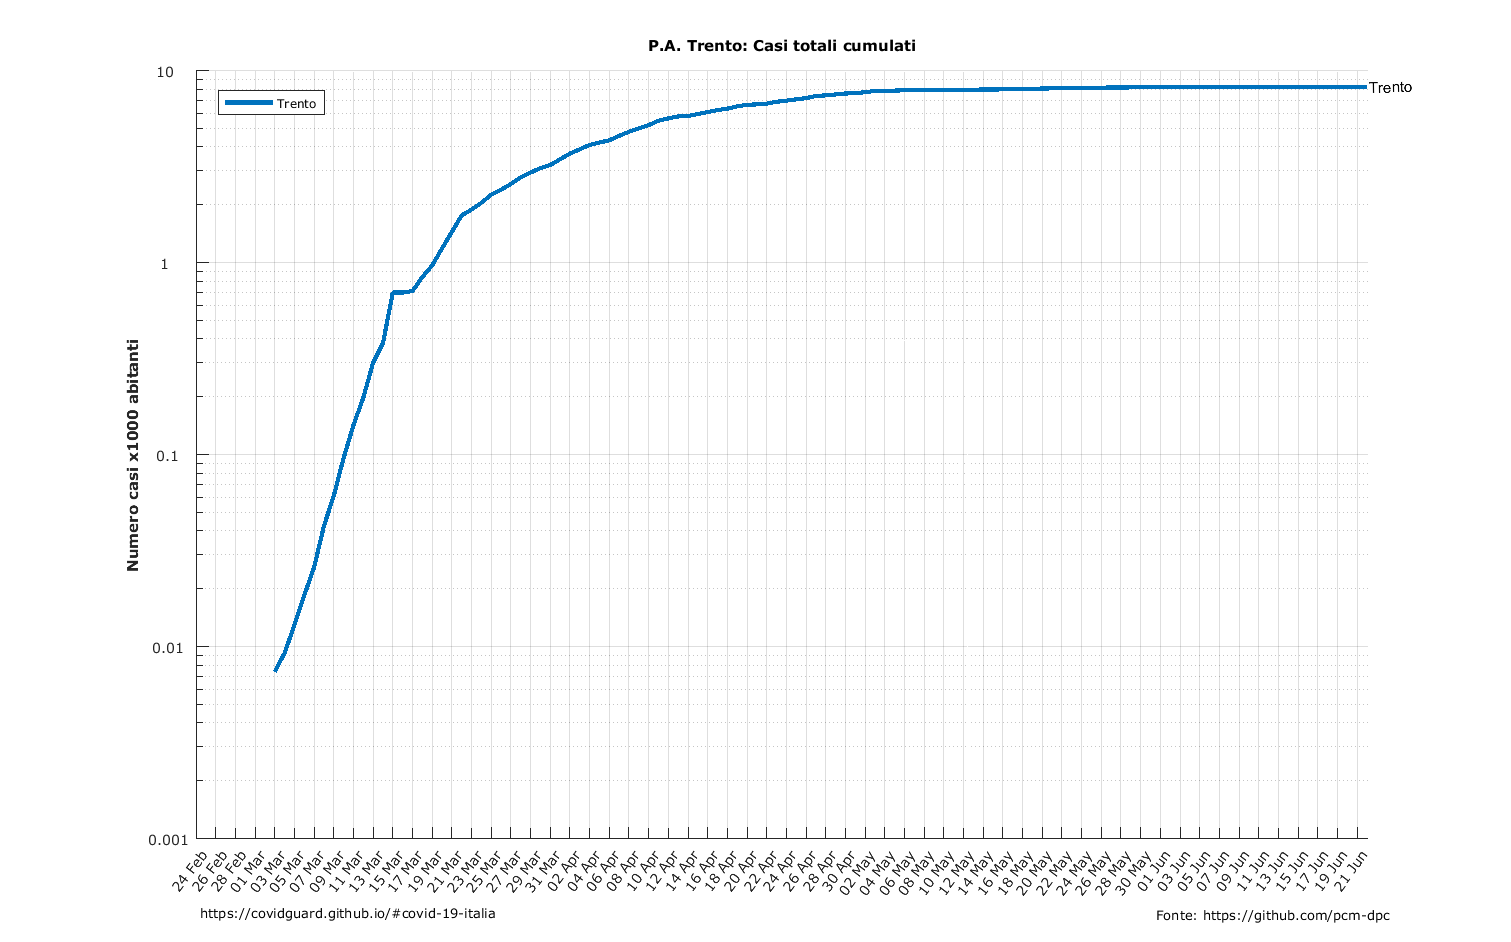 P.A. Trento: Casi totali cumulati
10
1
0.1
0.01
0.001
Numero casi x1000 abitanti
Trento
Trento
24 Feb
26 Feb
28 Feb
01 Mar
03 Mar
05 Mar
07 Mar
09 Mar
11 Mar
13 Mar
15 Mar
17 Mar
19 Mar
21 Mar
23 Mar
25 Mar
27 Mar
29 Mar
31 Mar
02 Apr
04 Apr
06 Apr
08 Apr
10 Apr
12 Apr
14 Apr
16 Apr
18 Apr
20 Apr
22 Apr
24 Apr
26 Apr
28 Apr
30 Apr
02 May
04 May
06 May
08 May
10 May
12 May
14 May
16 May
18 May
20 May
22 May
24 May
26 May
28 May
30 May
01 Jun
03 Jun
05 Jun
07 Jun
09 Jun
11 Jun
13 Jun
15 Jun
17 Jun
19 Jun
21 Jun
https://covidguard.github.io/#covid-19-italia
Fonte: https://github.com/pcm-dpc